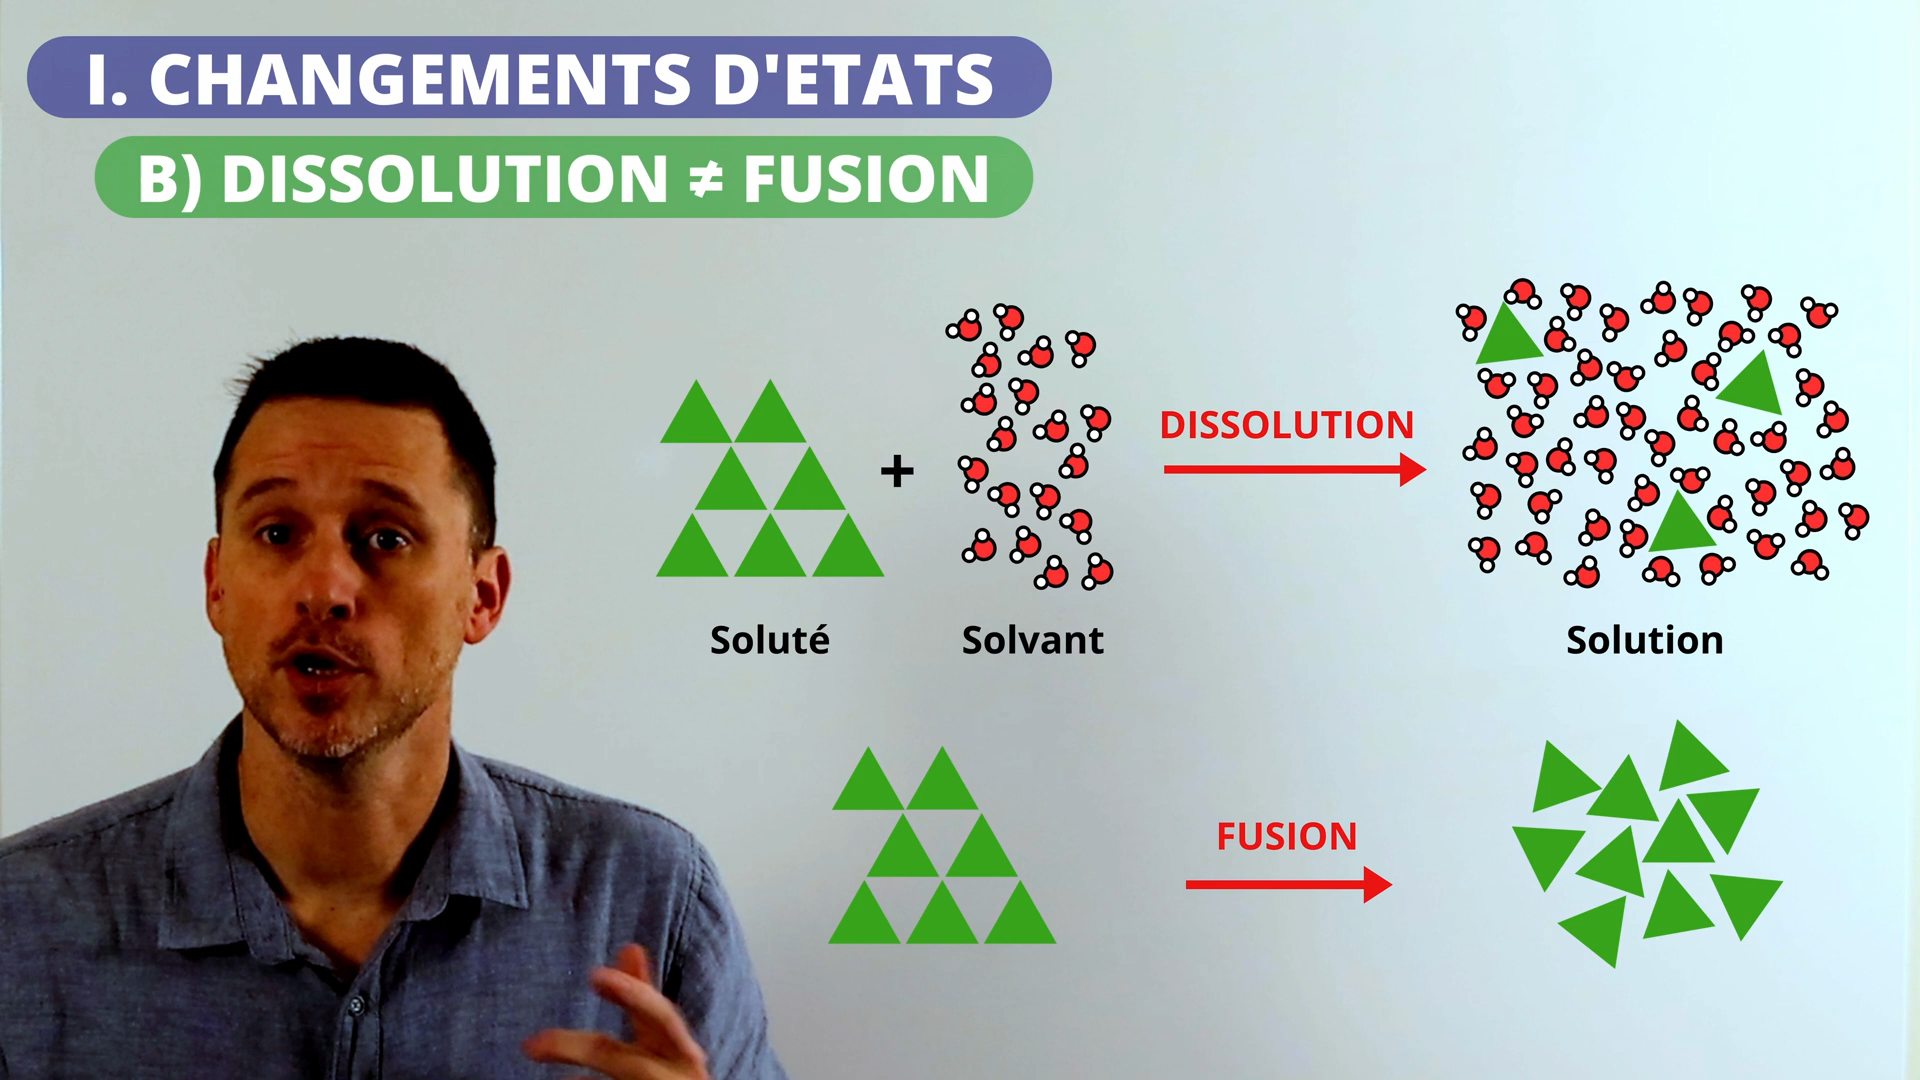 I. CHANGEMENTS D'ETATS
B) DISSOLUTION ≠ FUSION
+
DISSOLUTION
Soluté
Solvant
Solution
FUSION